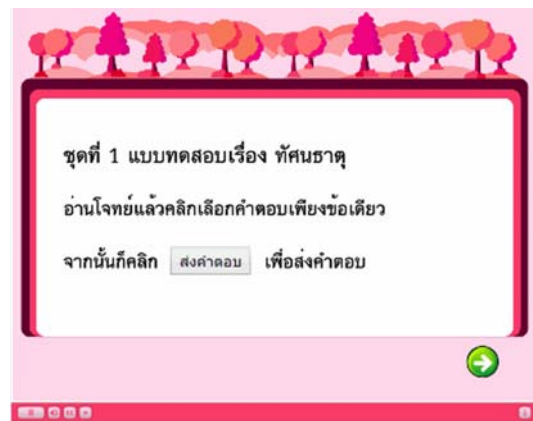 ชุดที่ 1 แบบทดสอบเรื่อง ทัศนธาตุ
อ่านโจทย์แล้วคลิกเลือกคำตอบเพียงข้อเดียว
จากนั้นก็คลิก ส่งคำตอบ เพื่อส่งคำตอบ